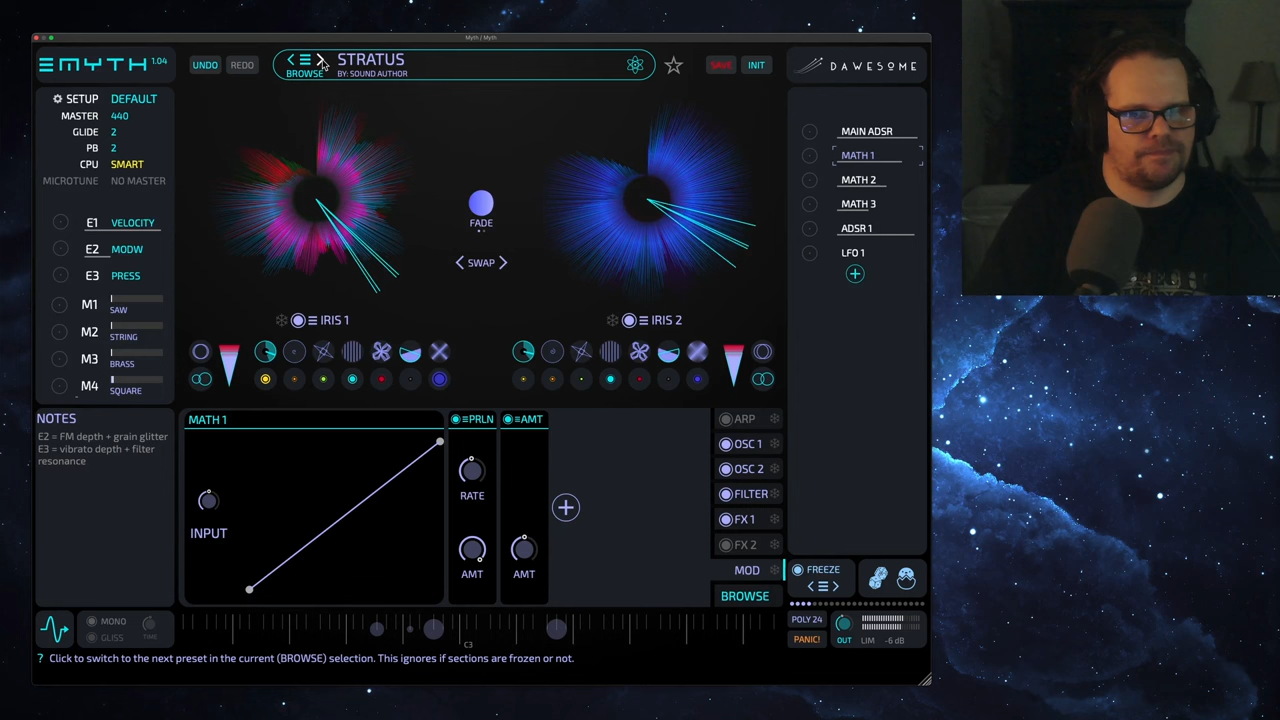 Myth / Myth
MYTH 1.04
UNDO
REDO
BROWSE
STRATUS
BY: SOUND AUTHOR
SAVE
INIT
DAWESOME
SETUP DEFAULT
MASTER 440
GLIDE 2
PB 2
CPU SMART
MICROTUNE NO MASTER
E1 VELOCITY
E2 MODW
E3 PRESS
M1 SAW
M2 STRING
M3 BRASS
M4 SQUARE
FADE
SWAP
IRIS 1
IRIS 2
MAIN ADSR
MATH 1
MATH 2
MATH 3
ADSR 1
LFO 1
NOTES
E2 = FM depth + grain glitter
E3 = vibrato depth + filter
resonance
MATH 1
INPUT
PRLN
RATE
AMT
AMT
AMT
ARP
OSC 1
OSC 2
FILTER
FX 1
FX 2
MOD
BROWSE
FREEZE
MONO
GLISS
TIME
C3
POLY 24
PANIC!
OUT
LIM
-6 dB
? Click to switch to the next preset in the current (BROWSE) selection. This ignores if sections are frozen or not.